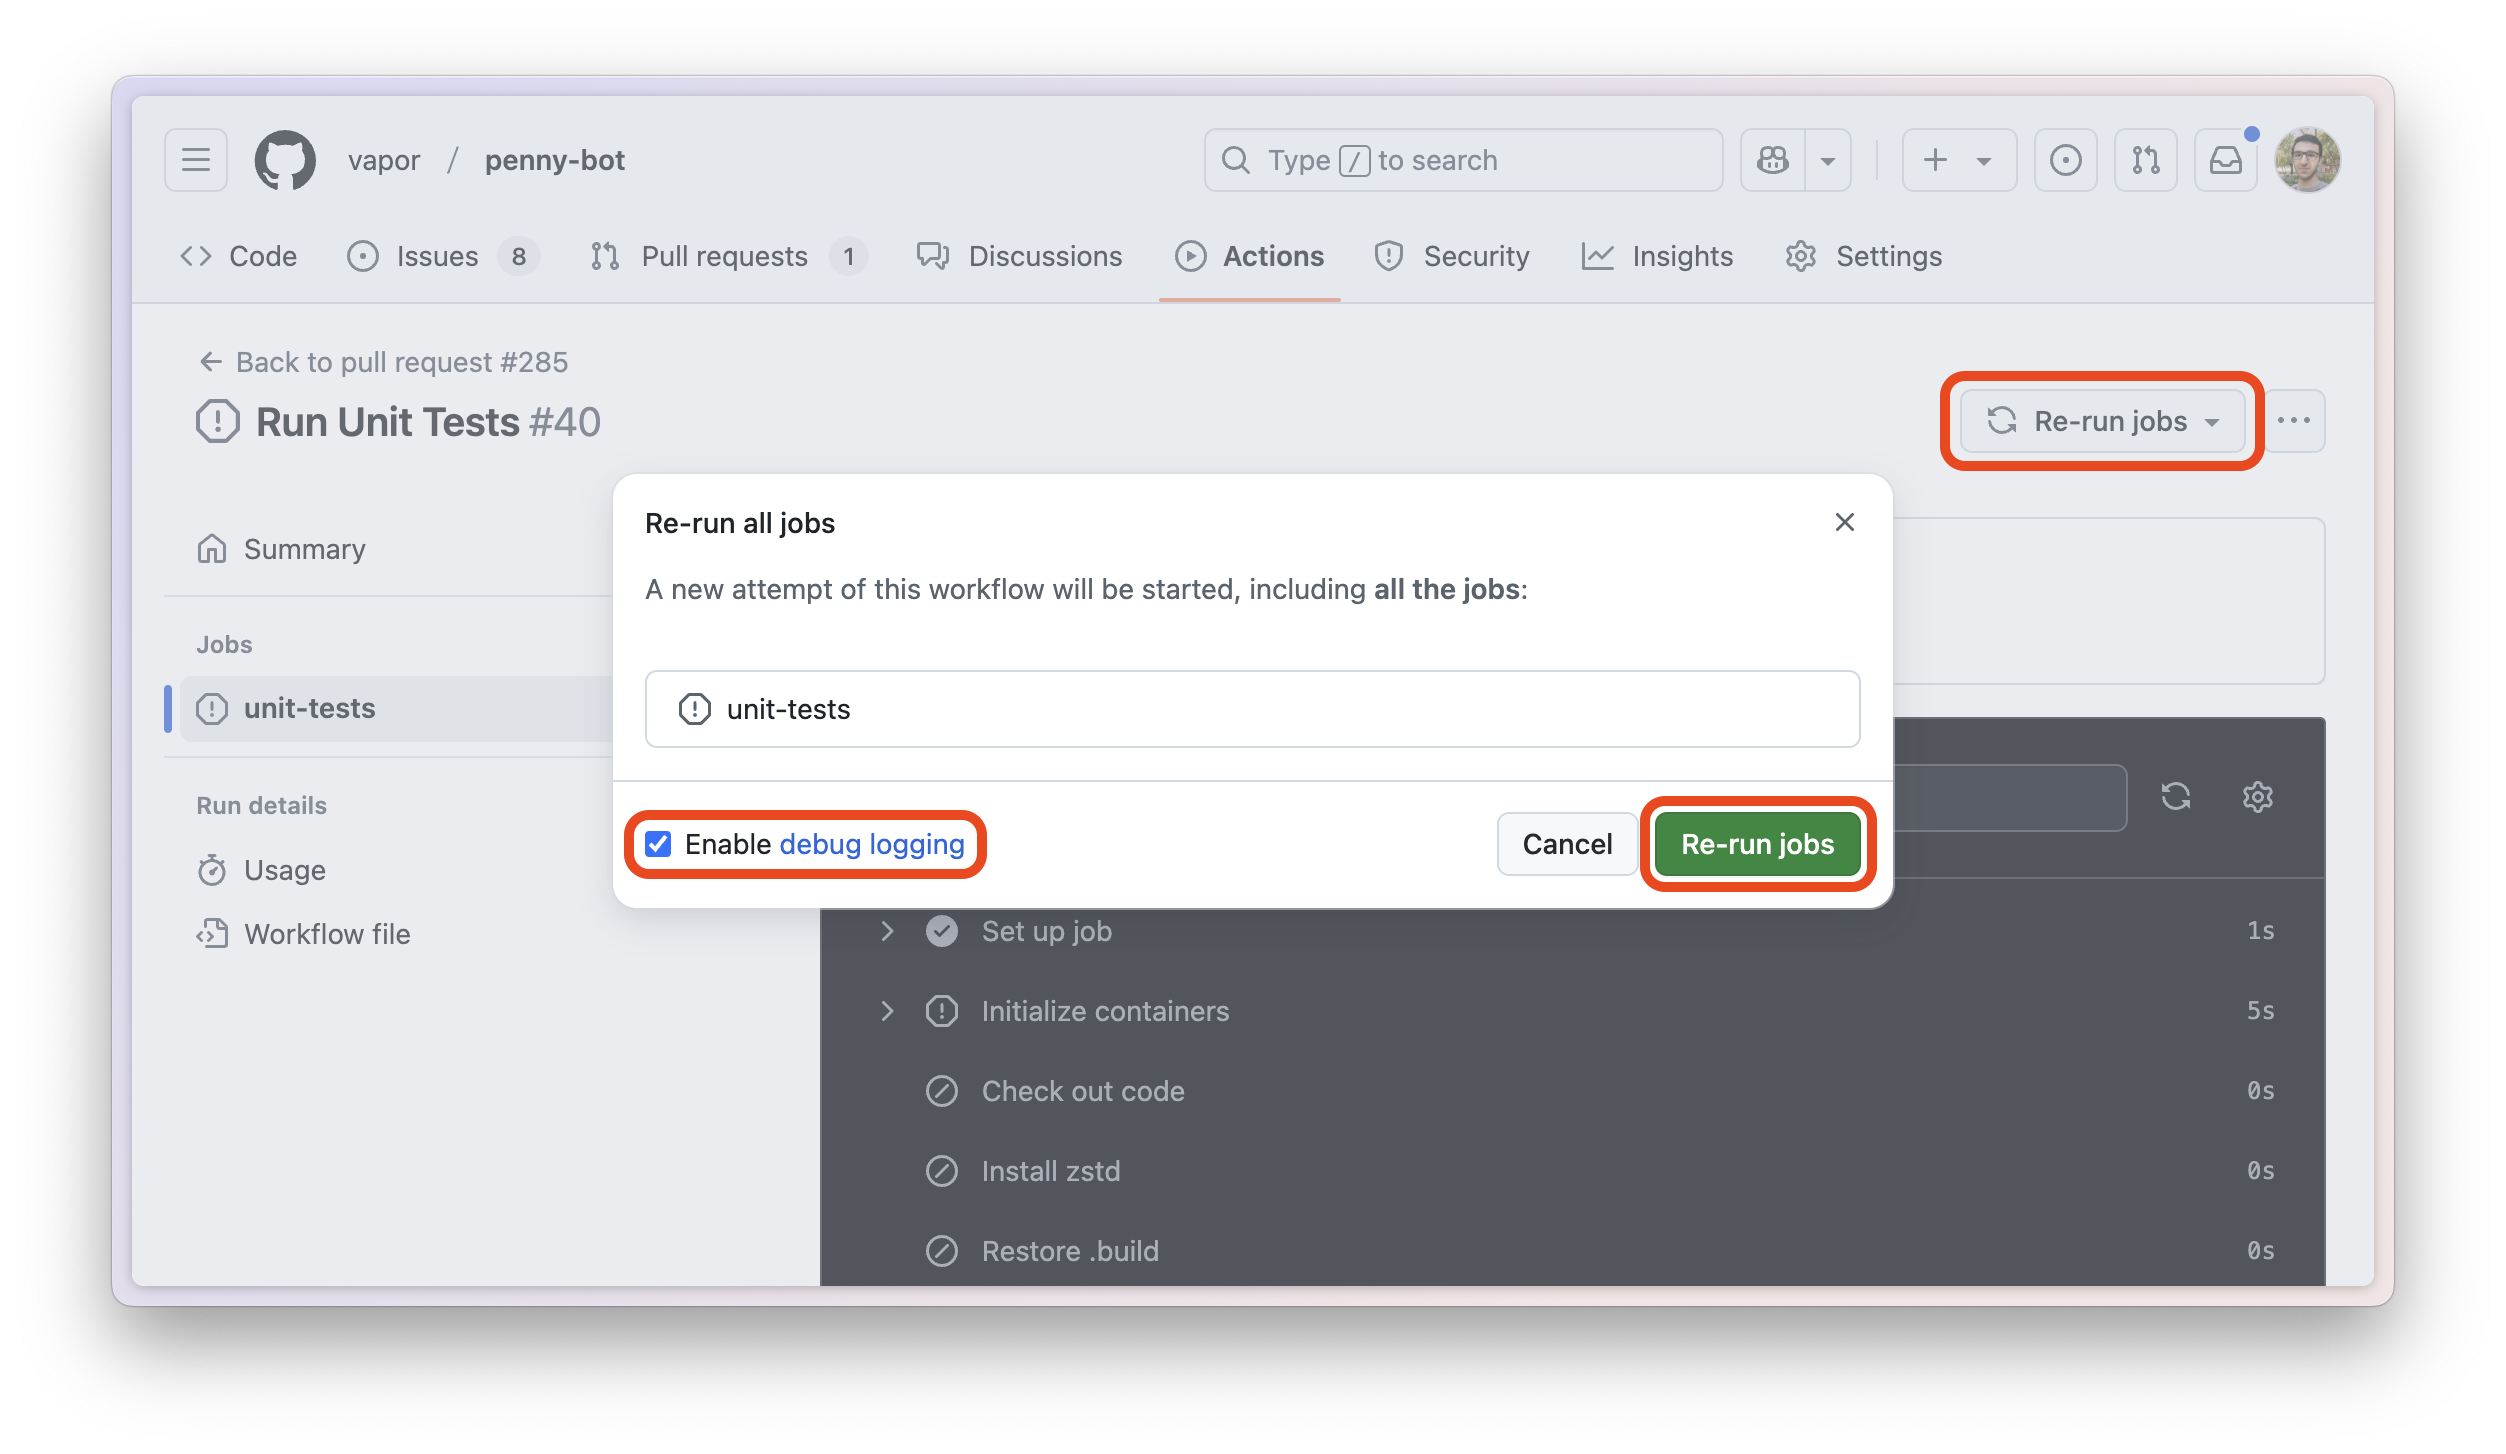 vapor / penny-bot
Type / to search
Code
Issues 8
Pull requests 1
Discussions
Actions
Security
Insights
Settings
Back to pull request #285
Run Unit Tests #40
Re-run jobs
Summary
Jobs
unit-tests
Run details
Usage
Workflow file
Re-run all jobs
A new attempt of this workflow will be started, including all the jobs:
unit-tests
Enable debug logging
Cancel
Re-run jobs
Set up job 1s
Initialize containers 5s
Check out code 0s
Install zstd 0s
Restore .build 0s